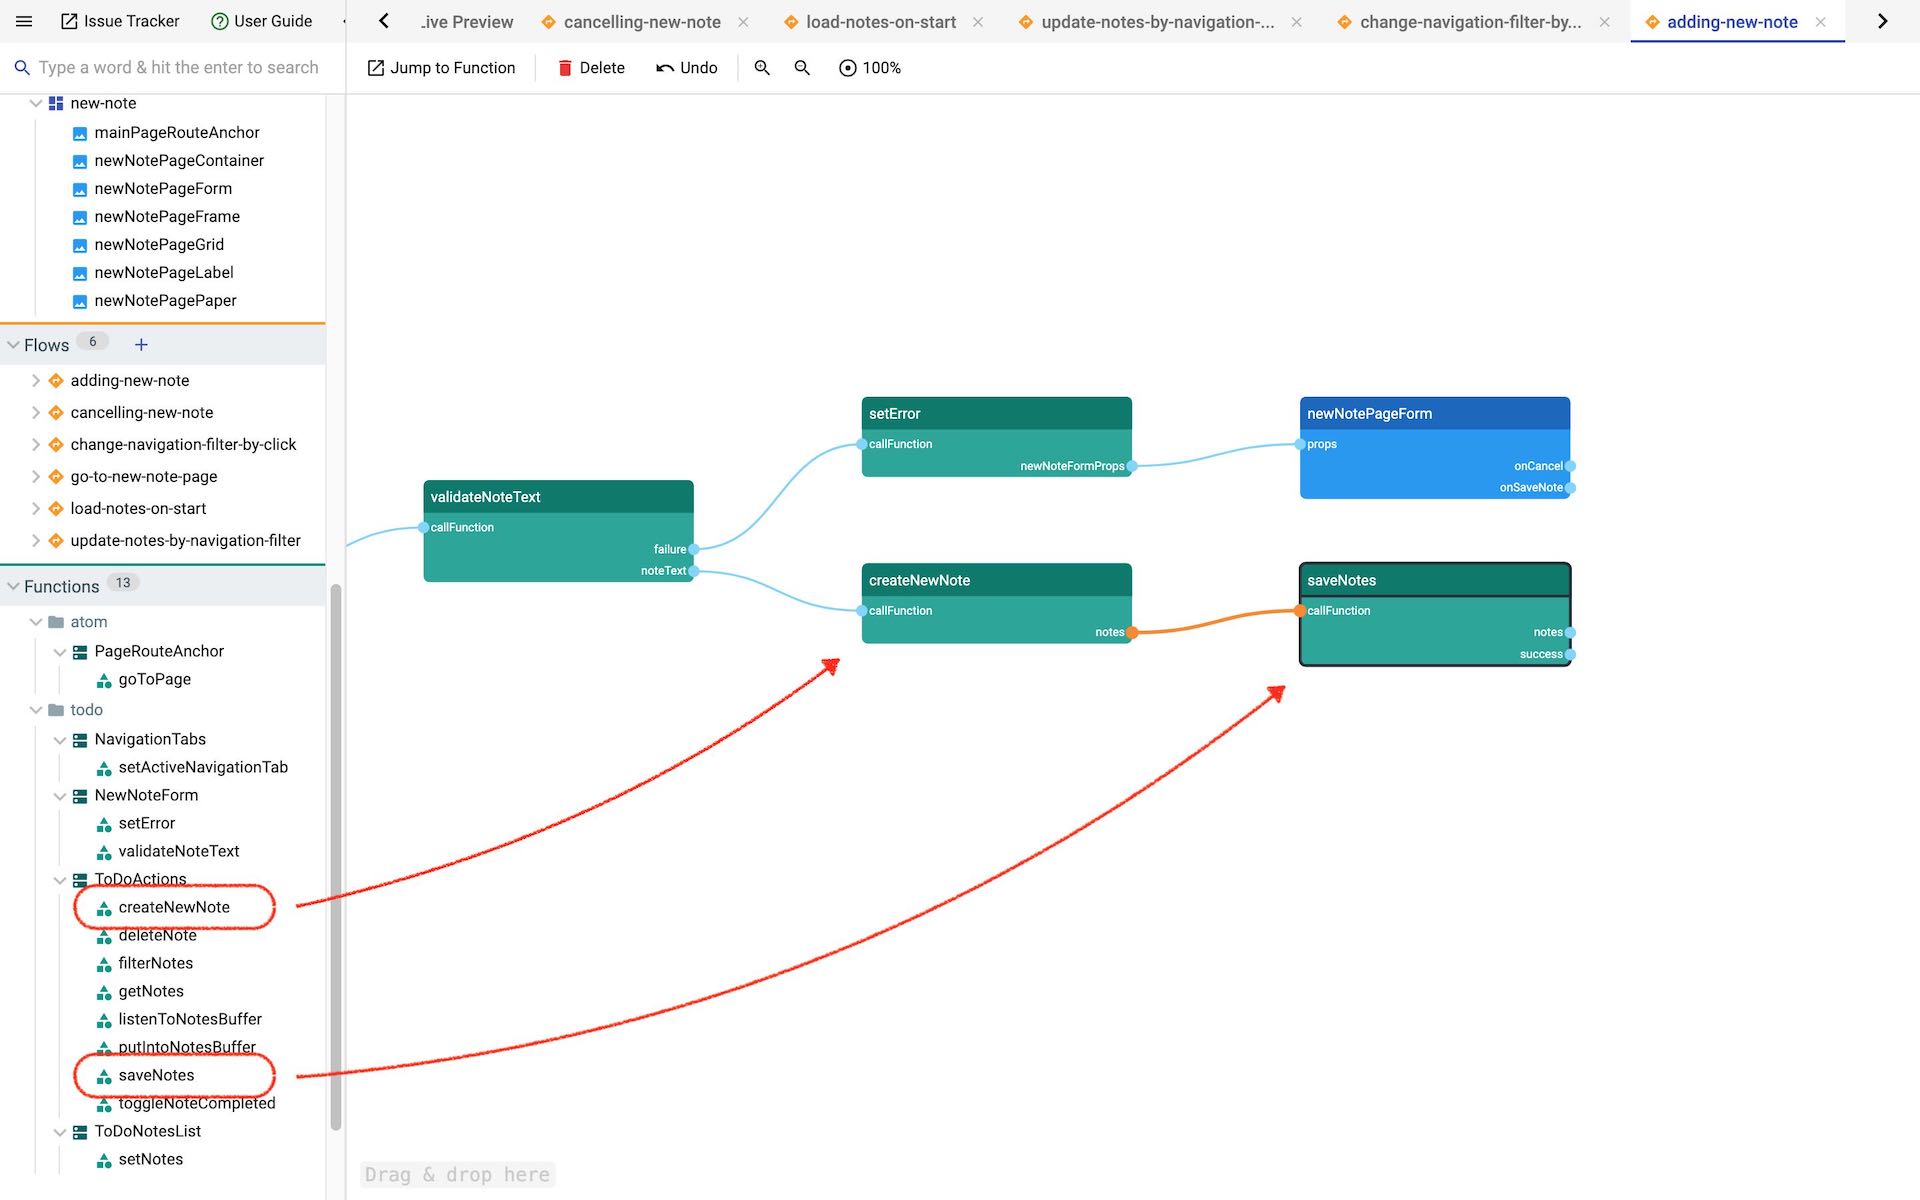 Issue Tracker
User Guide
Live Preview
cancelling-new-note
load-notes-on-start
update-notes-by-navigation-...
change-navigation-filter-by...
adding-new-note
Type a word & hit the enter to search
Jump to Function
Delete
Undo
100%
new-note
mainPageRouteAnchor
newNotePageContainer
newNotePageForm
newNotePageFrame
newNotePageGrid
newNotePageLabel
newNotePagePaper
Flows 6 +
adding-new-note
cancelling-new-note
change-navigation-filter-by-click
go-to-new-note-page
load-notes-on-start
update-notes-by-navigation-filter
Functions 13
atom
PageRouteAnchor
goToPage
todo
NavigationTabs
setActiveNavigationTab
NewNoteForm
setError
validateNoteText
ToDoActions
createNewNote
deleteNote
filterNotes
getNotes
listenToNotesBuffer
putIntoNotesBuffer
saveNotes
toggleNoteCompleted
ToDoNotesList
setNotes
validateNoteText
callFunction
failure
noteText
setError
callFunction
newNoteFormProps
newNotePageForm
props
onCancel
onSaveNote
createNewNote
callFunction
notes
saveNotes
callFunction
notes
success
Drag & drop here